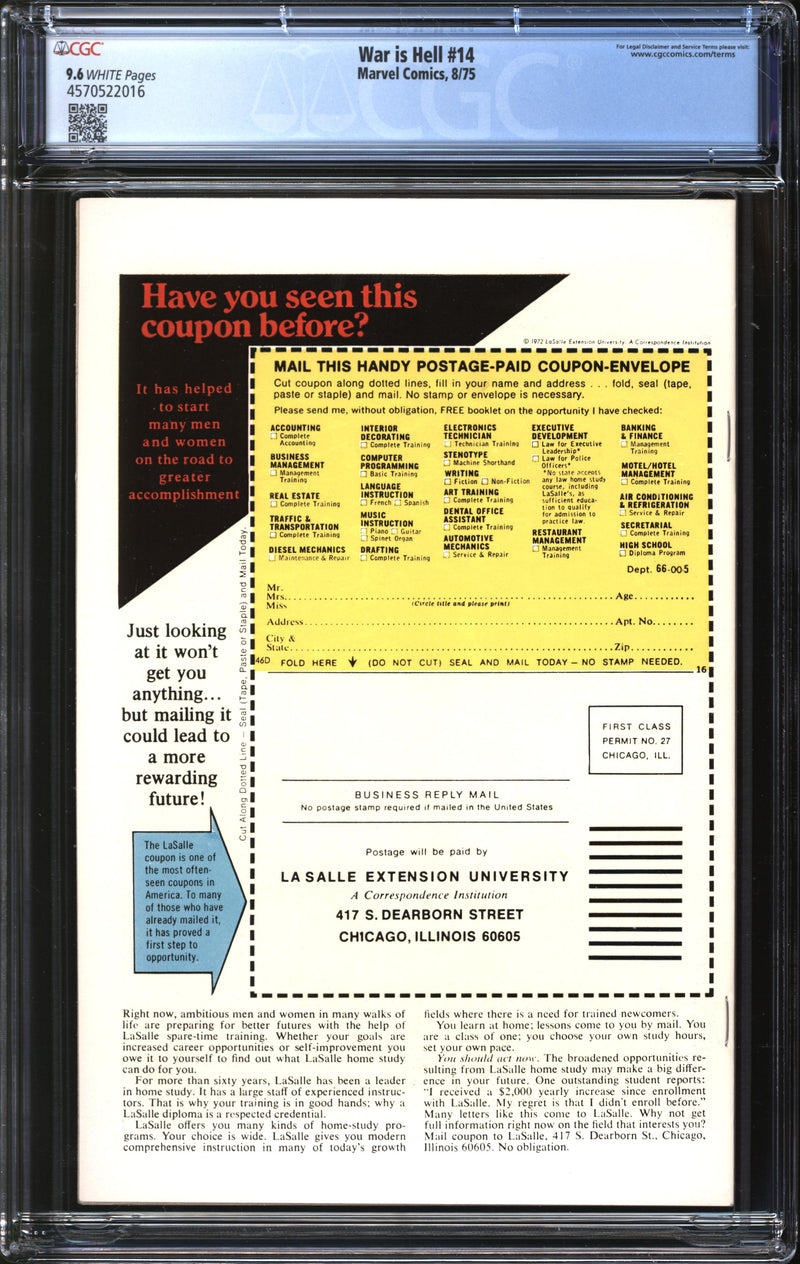 CGC
9.6 WHITE Pages
4570522016
War is Hell #14
Marvel Comics, 8/75
For Legal Disclaimer and Service Terms please visit:
www.cgccomics.com/terms
CGC
Have you seen this
coupon before?
© 1972 LaSalle Extension University. A Correspondence Institution
It has helped
to start
many men
and women
on the road to
greater
accomplishment
MAIL THIS HANDY POSTAGE-PAID COUPON-ENVELOPE
Cut coupon along dotted lines, fill in your name and address . . . fold, seal (tape,
paste or staple) and mail. No stamp or envelope is necessary.
Please send me, without obligation, FREE booklet on the opportunity I have checked:
ACCOUNTING
☐ Complete
Accounting
BUSINESS
MANAGEMENT
☐ Management
Training
REAL ESTATE
☐ Complete Training
TRAFFIC &
TRANSPORTATION
☐ Complete Training
DIESEL MECHANICS
☐ Maintenance & Repair
INTERIOR
DECORATING
☐ Complete Training
COMPUTER
PROGRAMMING
☐ Basic Training
LANGUAGE
INSTRUCTION
☐ French ☐ Spanish
MUSIC
INSTRUCTION
☐ Piano ☐ Guitar
☐ Spinet Organ
DRAFTING
☐ Complete Training
ELECTRONICS
TECHNICIAN
☐ Technician Training
STENOTYPE
☐ Machine Shorthand
WRITING
☐ Fiction ☐ Non-Fiction
ART TRAINING
☐ Complete Training
DENTAL OFFICE
ASSISTANT
☐ Complete Training
AUTOMOTIVE
MECHANICS
☐ Service & Repair
EXECUTIVE
DEVELOPMENT
☐ Law for Executive
Leadership*
☐ Law for Police
Officers*
*No state accepts
any law home study
course, including
LaSalle's, as
sufficient educa-
tion to qualify
for admission to
practice law.
RESTAURANT
MANAGEMENT
☐ Management
Training
BANKING
& FINANCE
☐ Management
Training
MOTEL/HOTEL
MANAGEMENT
☐ Complete Training
AIR CONDITIONING
& REFRIGERATION
☐ Service & Repair
SECRETARIAL
☐ Complete Training
HIGH SCHOOL
☐ Diploma Program
Dept. 66-005
Mr.
Mrs. Age
Miss (Circle title and please print)
Address Apt. No.
City &
State Zip
46D FOLD HERE (DO NOT CUT) SEAL AND MAIL TODAY — NO STAMP NEEDED.
16
Cut Along Dotted Line — Seal (Tape, Paste or Staple) and Mail Today.
Just looking
at it won't
get you
anything...
but mailing it
could lead to
a more
rewarding
future!
The LaSalle
coupon is one of
the most often-
seen coupons in
America. To many
of those who have
already mailed it,
it has proved a
first step to
opportunity.
FIRST CLASS
PERMIT NO. 27
CHICAGO, ILL.
BUSINESS REPLY MAIL
No postage stamp required if mailed in the United States
Postage will be paid by
LA SALLE EXTENSION UNIVERSITY
A Correspondence Institution
417 S. DEARBORN STREET
CHICAGO, ILLINOIS 60605
Right now, ambitious men and women in many walks of
life are preparing for better futures with the help of
LaSalle spare-time training. Whether your goals are
increased career opportunities or self-improvement you
owe it to yourself to find out what LaSalle home study
can do for you.
For more than sixty years, LaSalle has been a leader
in home study. It has a large staff of experienced instruc-
tors. That is why your training is in good hands; why a
LaSalle diploma is a respected credential.
LaSalle offers you many kinds of home-study pro-
grams. Your choice is wide. LaSalle gives you modern
comprehensive instruction in many of today's growth
fields where there is a need for trained newcomers.
You learn at home; lessons come to you by mail. You
are a class of one; you choose your own study hours,
set your own pace.
You should act now. The broadened opportunities re-
sulting from LaSalle home study may make a big differ-
ence in your future. One outstanding student reports:
"I received a $2,000 yearly increase since enrollment
with LaSalle. My regret is that I didn't enroll before."
Many letters like this come to LaSalle. Why not get
full information right now on the field that interests you?
Mail coupon to LaSalle, 417 S. Dearborn St., Chicago,
Illinois 60605. No obligation.